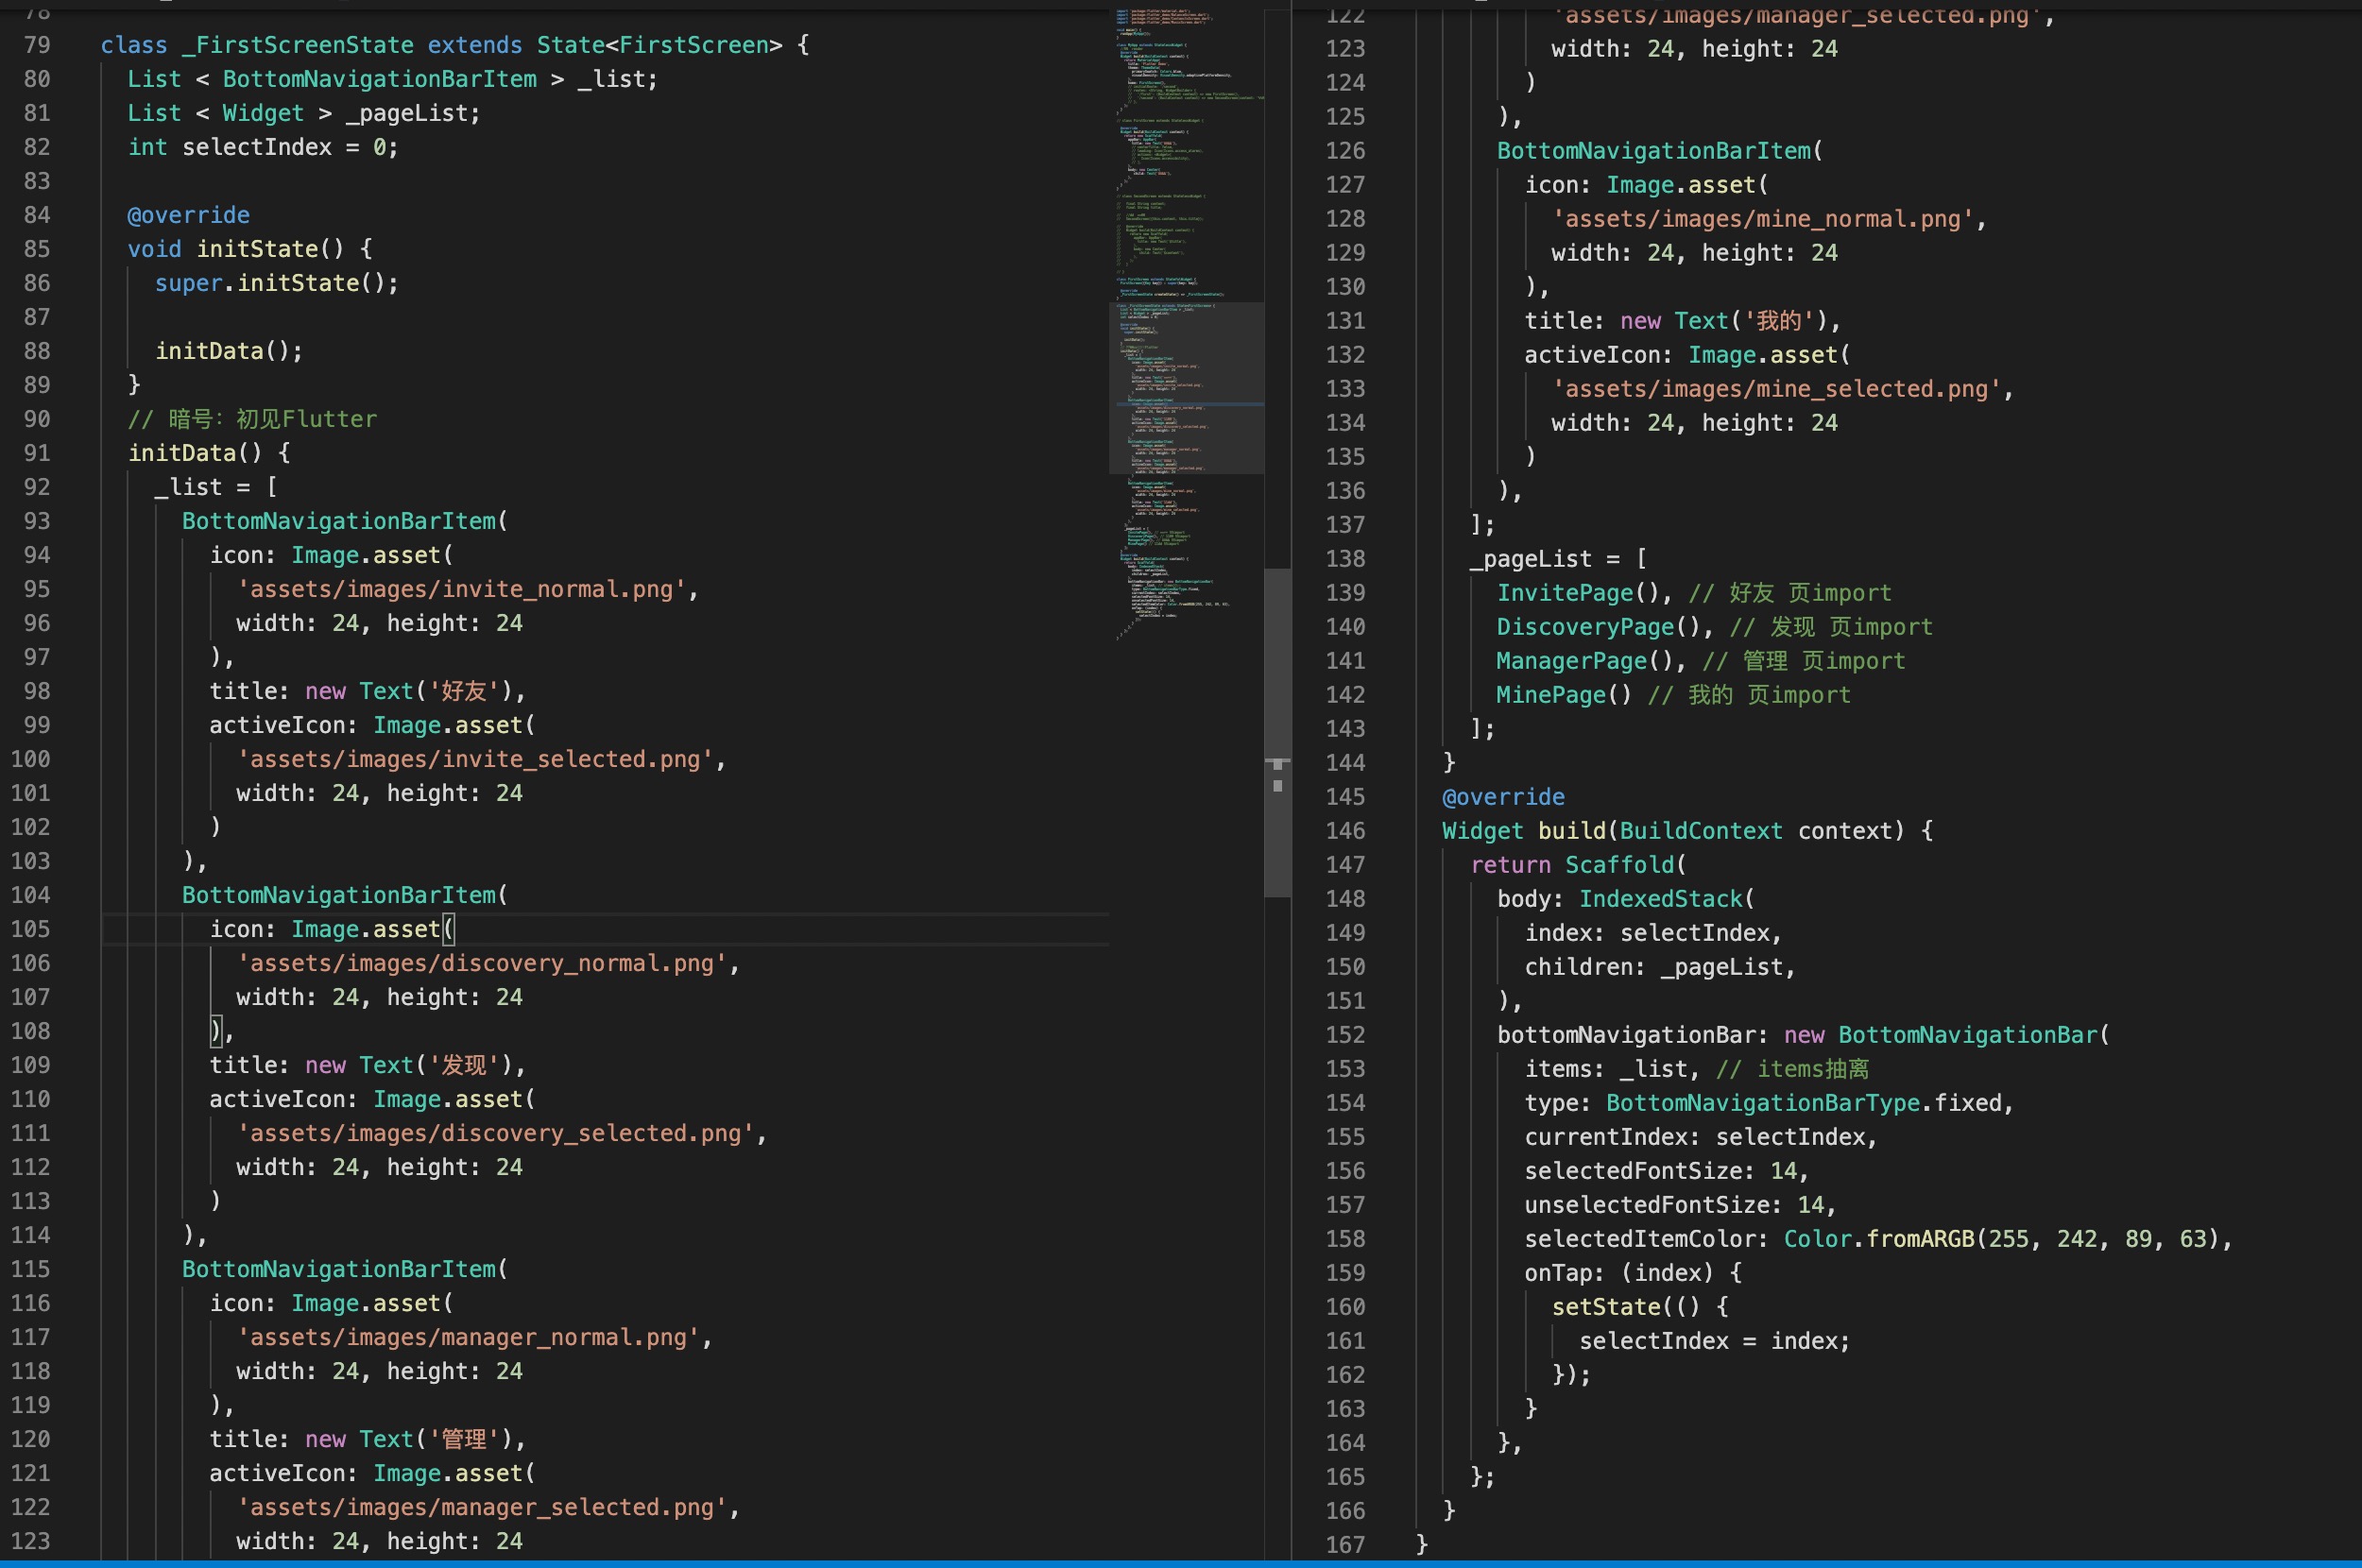 78
79 class _FirstScreenState extends State<FirstScreen> {
80 List < BottomNavigationBarItem > _list;
81 List < Widget > _pageList;
82 int selectIndex = 0;
83
84 @override
85 void initState() {
86 super.initState();
87
88 initData();
89 }
90 // 暗号: 初见Flutter
91 initData() {
92 _list = [
93 BottomNavigationBarItem(
94 icon: Image.asset(
95 'assets/images/invite_normal.png',
96 width: 24, height: 24
97 ),
98 title: new Text('好友'),
99 activeIcon: Image.asset(
100 'assets/images/invite_selected.png',
101 width: 24, height: 24
102 )
103 ),
104 BottomNavigationBarItem(
105 icon: Image.asset(
106 'assets/images/discovery_normal.png',
107 width: 24, height: 24
108 ),
109 title: new Text('发现'),
110 activeIcon: Image.asset(
111 'assets/images/discovery_selected.png',
112 width: 24, height: 24
113 )
114 ),
115 BottomNavigationBarItem(
116 icon: Image.asset(
117 'assets/images/manager_normal.png',
118 width: 24, height: 24
119 ),
120 title: new Text('管理'),
121 activeIcon: Image.asset(
122 'assets/images/manager_selected.png',
123 width: 24, height: 24
122 'assets/images/manager_selected.png',
123 width: 24, height: 24
124 )
125 ),
126 BottomNavigationBarItem(
127 icon: Image.asset(
128 'assets/images/mine_normal.png',
129 width: 24, height: 24
130 ),
131 title: new Text('我的'),
132 activeIcon: Image.asset(
133 'assets/images/mine_selected.png',
134 width: 24, height: 24
135 )
136 ),
137 ];
138 _pageList = [
139 InvitePage(), // 好友 页import
140 DiscoveryPage(), // 发现 页import
141 ManagerPage(), // 管理 页import
142 MinePage() // 我的 页import
143 ];
144 }
145 @override
146 Widget build(BuildContext context) {
147 return Scaffold(
148 body: IndexedStack(
149 index: selectIndex,
150 children: _pageList,
151 ),
152 bottomNavigationBar: new BottomNavigationBar(
153 items: _list, // items抽离
154 type: BottomNavigationBarType.fixed,
155 currentIndex: selectIndex,
156 selectedFontSize: 14,
157 unselectedFontSize: 14,
158 selectedItemColor: Color.fromARGB(255, 242, 89, 63),
159 onTap: (index) {
160 setState(() {
161 selectIndex = index;
162 });
163 }
164 },
165 };
166 }
167 }